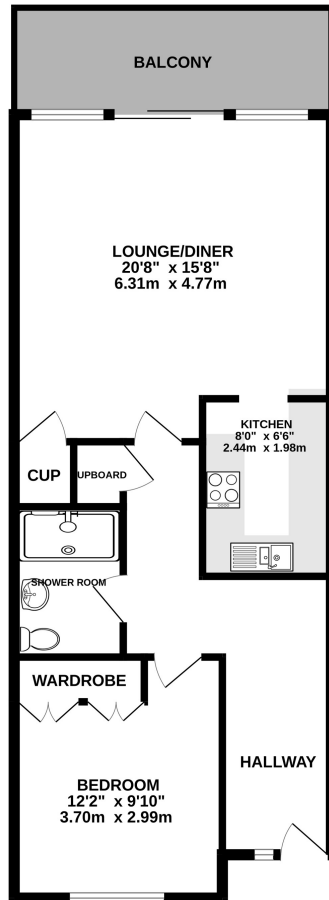 BALCONY
LOUNGE/DINER
20'8" x 15'8"
6.31m x 4.77m
KITCHEN
8'0" x 6'6"
2.44m x 1.98m
CUP
UPBOARD
SHOWER ROOM
WARDROBE
HALLWAY
BEDROOM
12'2" x 9'10"
3.70m x 2.99m